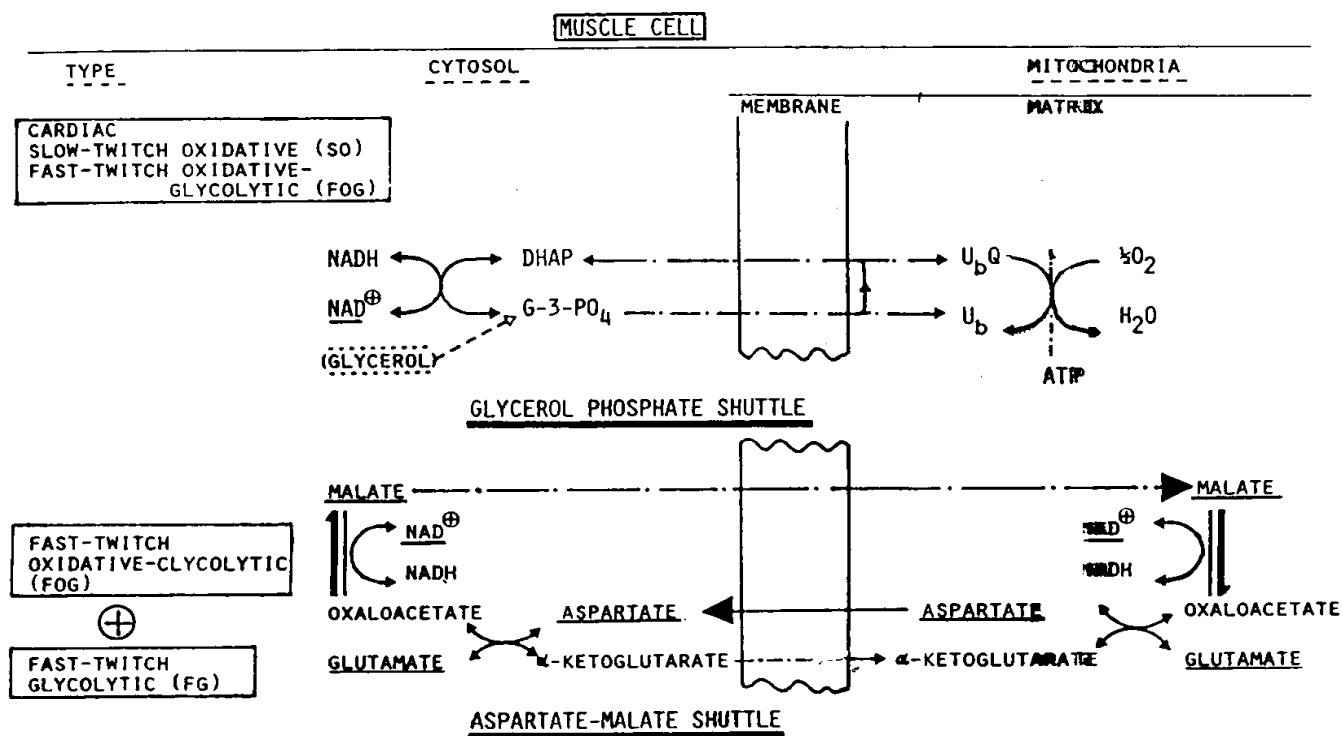 MUSCLE CELL
TYPE CYTOSOL MITOCHONDRIA
MEMBRANE MATRIX
CARDIAC
SLOW-TWITCH OXIDATIVE (SO)
FAST-TWITCH OXIDATIVE-
GLYCOLYTIC (FOG)
NADH DHAP UbQ ½O2
NAD⊕ G-3-PO4 Ub H2O
(GLYCEROL)
ATP
GLYCEROL PHOSPHATE SHUTTLE
MALATE MALATE
NAD⊕ NAD⊕
FAST-TWITCH
OXIDATIVE-CLYCOLYTIC
(FOG)
NADH NADH
OXALOACETATE ASPARTATE ASPARTATE OXALOACETATE
⊕
GLUTAMATE α-KETOGLUTARATE α-KETOGLUTARATE GLUTAMATE
FAST-TWITCH
GLYCOLYTIC (FG)
ASPARTATE-MALATE SHUTTLE